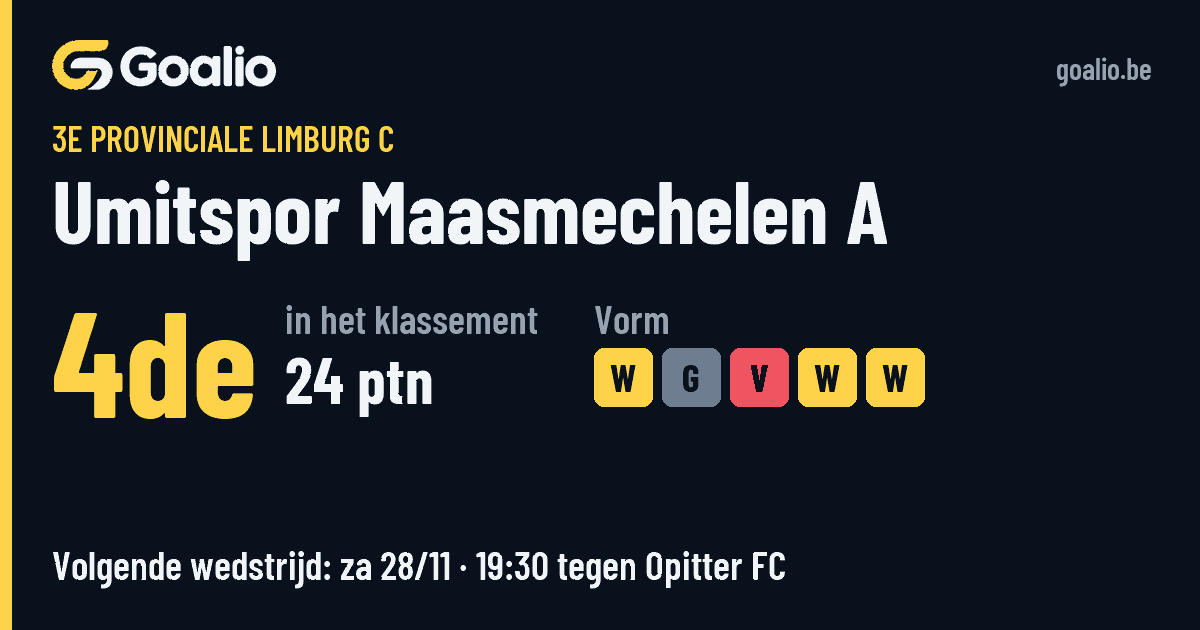 Goalio
goalio.be
3E PROVINCIALE LIMBURG C
Umitspor Maasmechelen A
4de
in het klassement
24 ptn
Vorm
W G V W W
Volgende wedstrijd: za 28/11 · 19:30 tegen Opitter FC